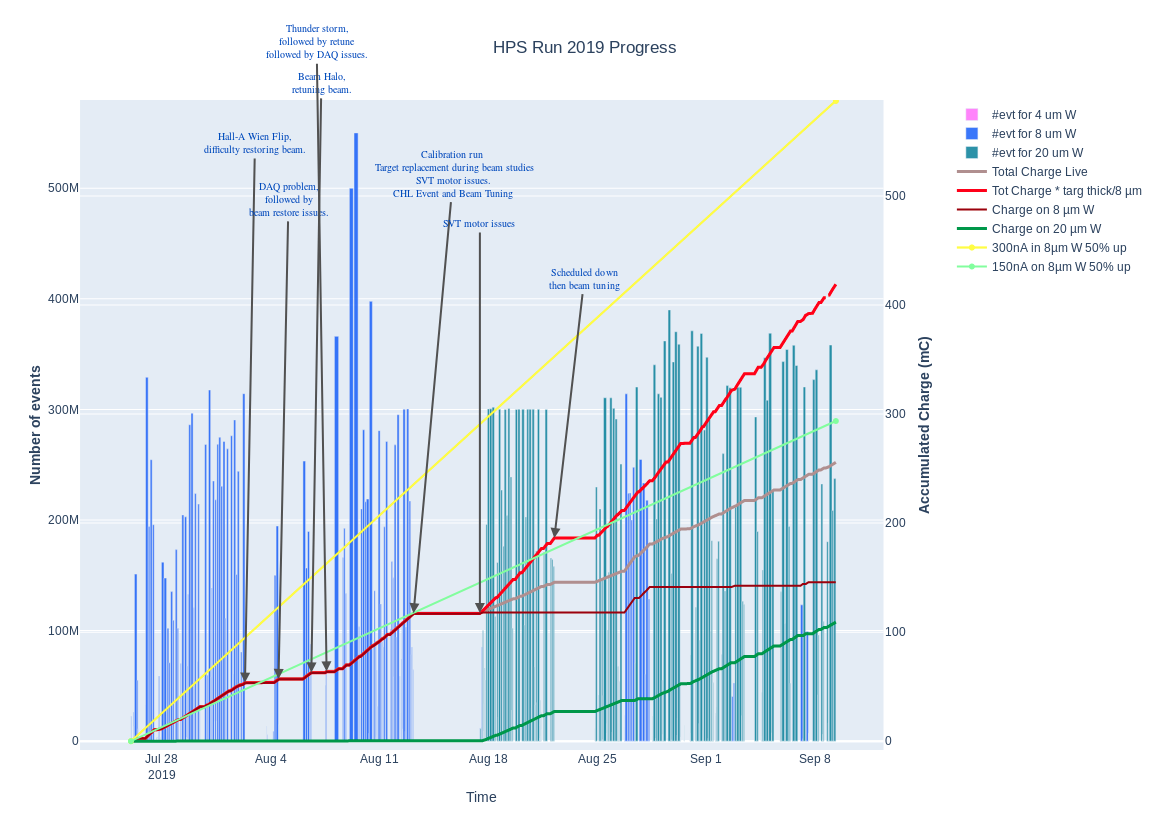 Thunder storm,
followed by retune
followed by DAQ issues.
HPS Run 2019 Progress
Beam Halo,
retuning beam.
Hall-A Wien Flip,
difficulty restoring beam.
DAQ problem,
followed by
beam restore issues.
Calibration run
Target replacement during beam studies
SVT motor issues.
CHL Event and Beam Tuning
SVT motor issues
Scheduled down
then beam tuning
#evt for 4 um W
#evt for 8 um W
#evt for 20 um W
Total Charge Live
Tot Charge * targ thick/8 µm
Charge on 8 µm W
Charge on 20 µm W
300nA in 8µm W 50% up
150nA on 8µm W 50% up
Number of events
500M
400M
300M
200M
100M
0
Accumulated Charge (mC)
500
400
300
200
100
0
Jul 28
2019
Aug 4
Aug 11
Aug 18
Aug 25
Sep 1
Sep 8
Time